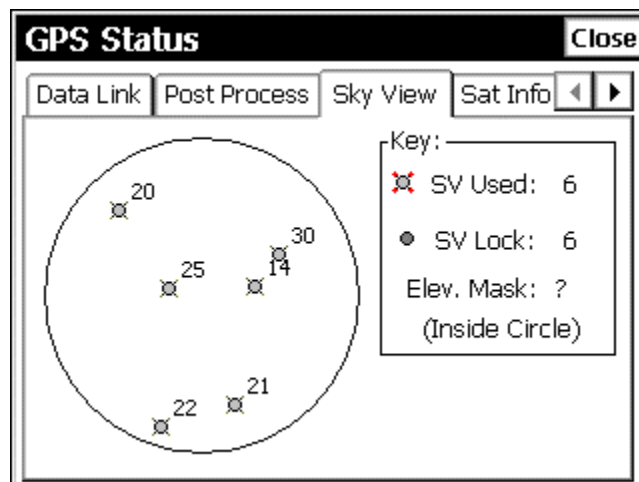 GPS Status
Close
Data Link
Post Process
Sky View
Sat Info
20
30
25
14
21
22
Key:
SV Used: 6
SV Lock: 6
Elev. Mask: ?
(Inside Circle)